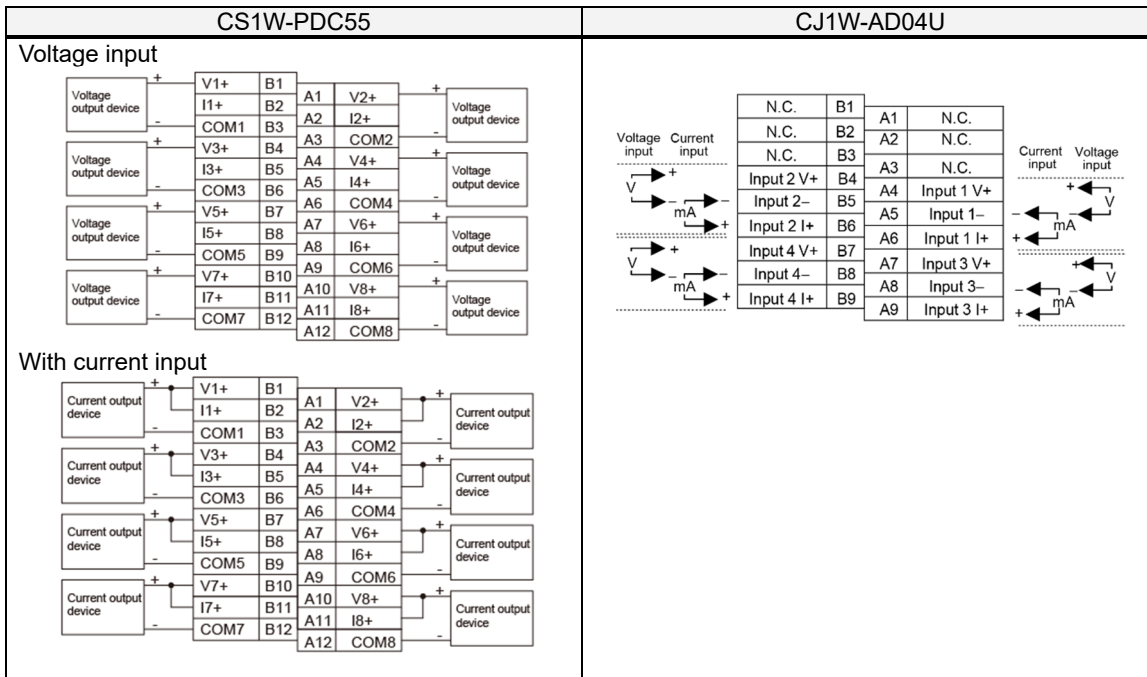 CS1W-PDC55 CJ1W-AD04U
Voltage input
Voltage output device + - V1+ B1 A1 V2+ + - Voltage output device
I1+ B2 A2 I2+
COM1 B3 A3 COM2
Voltage output device + - V3+ B4 A4 V4+ + - Voltage output device
I3+ B5 A5 I4+
COM3 B6 A6 COM4
Voltage output device + - V5+ B7 A7 V6+ + - Voltage output device
I5+ B8 A8 I6+
COM5 B9 A9 COM6
Voltage output device + - V7+ B10 A10 V8+ + - Voltage output device
I7+ B11 A11 I8+
COM7 B12 A12 COM8
With current input
Current output device + - V1+ B1 A1 V2+ + - Current output device
I1+ B2 A2 I2+
COM1 B3 A3 COM2
Current output device + - V3+ B4 A4 V4+ + - Current output device
I3+ B5 A5 I4+
COM3 B6 A6 COM4
Current output device + - V5+ B7 A7 V6+ + - Current output device
I5+ B8 A8 I6+
COM5 B9 A9 COM6
Current output device + - V7+ B10 A10 V8+ + - Current output device
I7+ B11 A11 I8+
COM7 B12 A12 COM8
Voltage input Current input
Current input Voltage input
N.C. B1 A1 N.C.
N.C. B2 A2 N.C.
N.C. B3 A3 N.C.
V + Input 2 V+ B4 A4 Input 1 V+ + V
- mA - Input 2– B5 A5 Input 1– - mA -
+ Input 2 I+ B6 A6 Input 1 I+ +
V + Input 4 V+ B7 A7 Input 3 V+ + V
- mA - Input 4– B8 A8 Input 3– - mA -
+ Input 4 I+ B9 A9 Input 3 I+ +